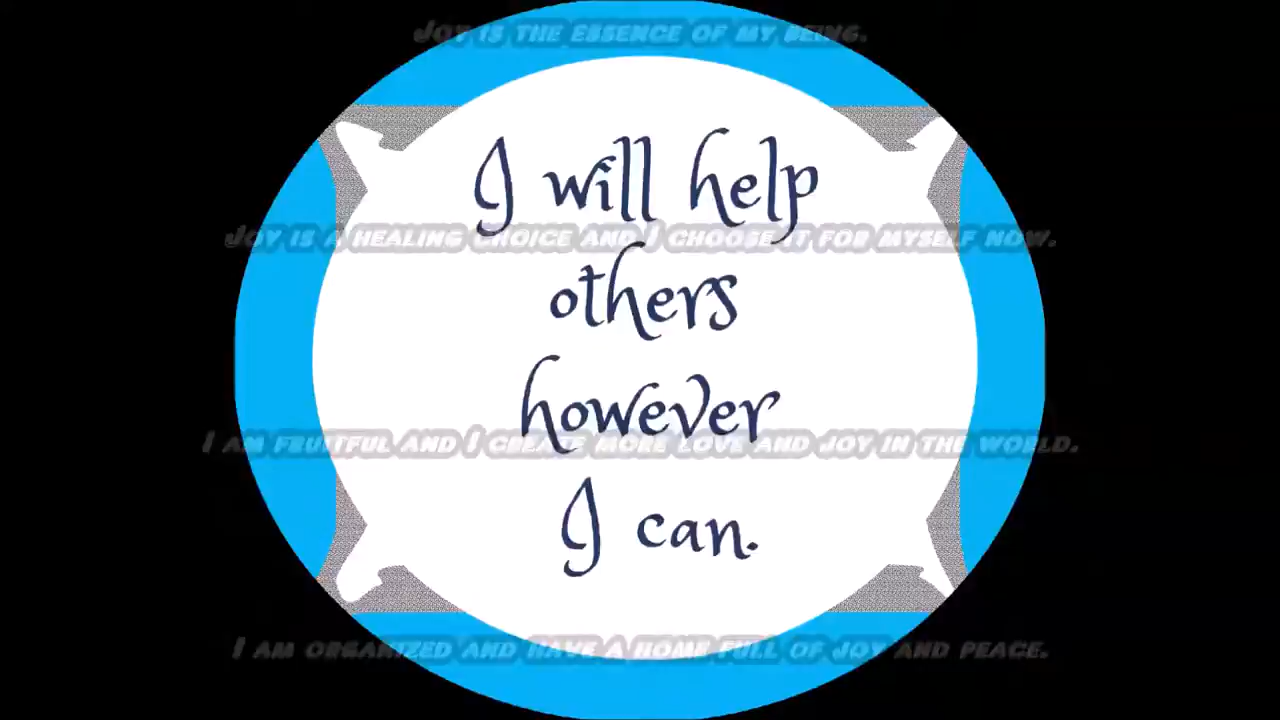 Joy is the essence of my being.
I will help
Joy is a healing choice and I choose it for myself now.
others
however
I am fruitful and I create more love and joy in the world.
I can.
I am organized and have a home full of joy and peace.